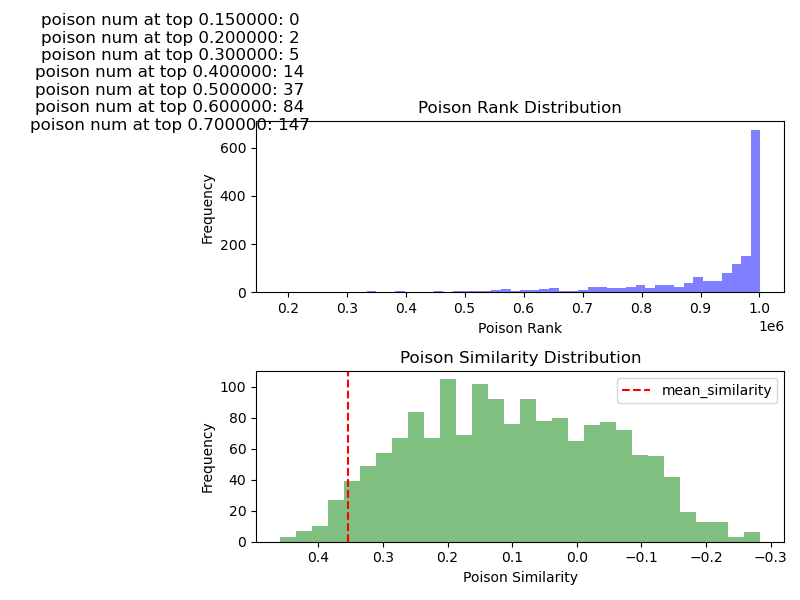 poison num at top 0.150000: 0
poison num at top 0.200000: 2
poison num at top 0.300000: 5
poison num at top 0.400000: 14
poison num at top 0.500000: 37
poison num at top 0.600000: 84
poison num at top 0.700000: 147
Poison Rank Distribution
Frequency
600
400
200
0
0.2 0.3 0.4 0.5 0.6 0.7 0.8 0.9 1.0
1e6
Poison Rank
Poison Similarity Distribution
mean_similarity
Frequency
100
80
60
40
20
0
0.4 0.3 0.2 0.1 0.0 −0.1 −0.2 −0.3
Poison Similarity